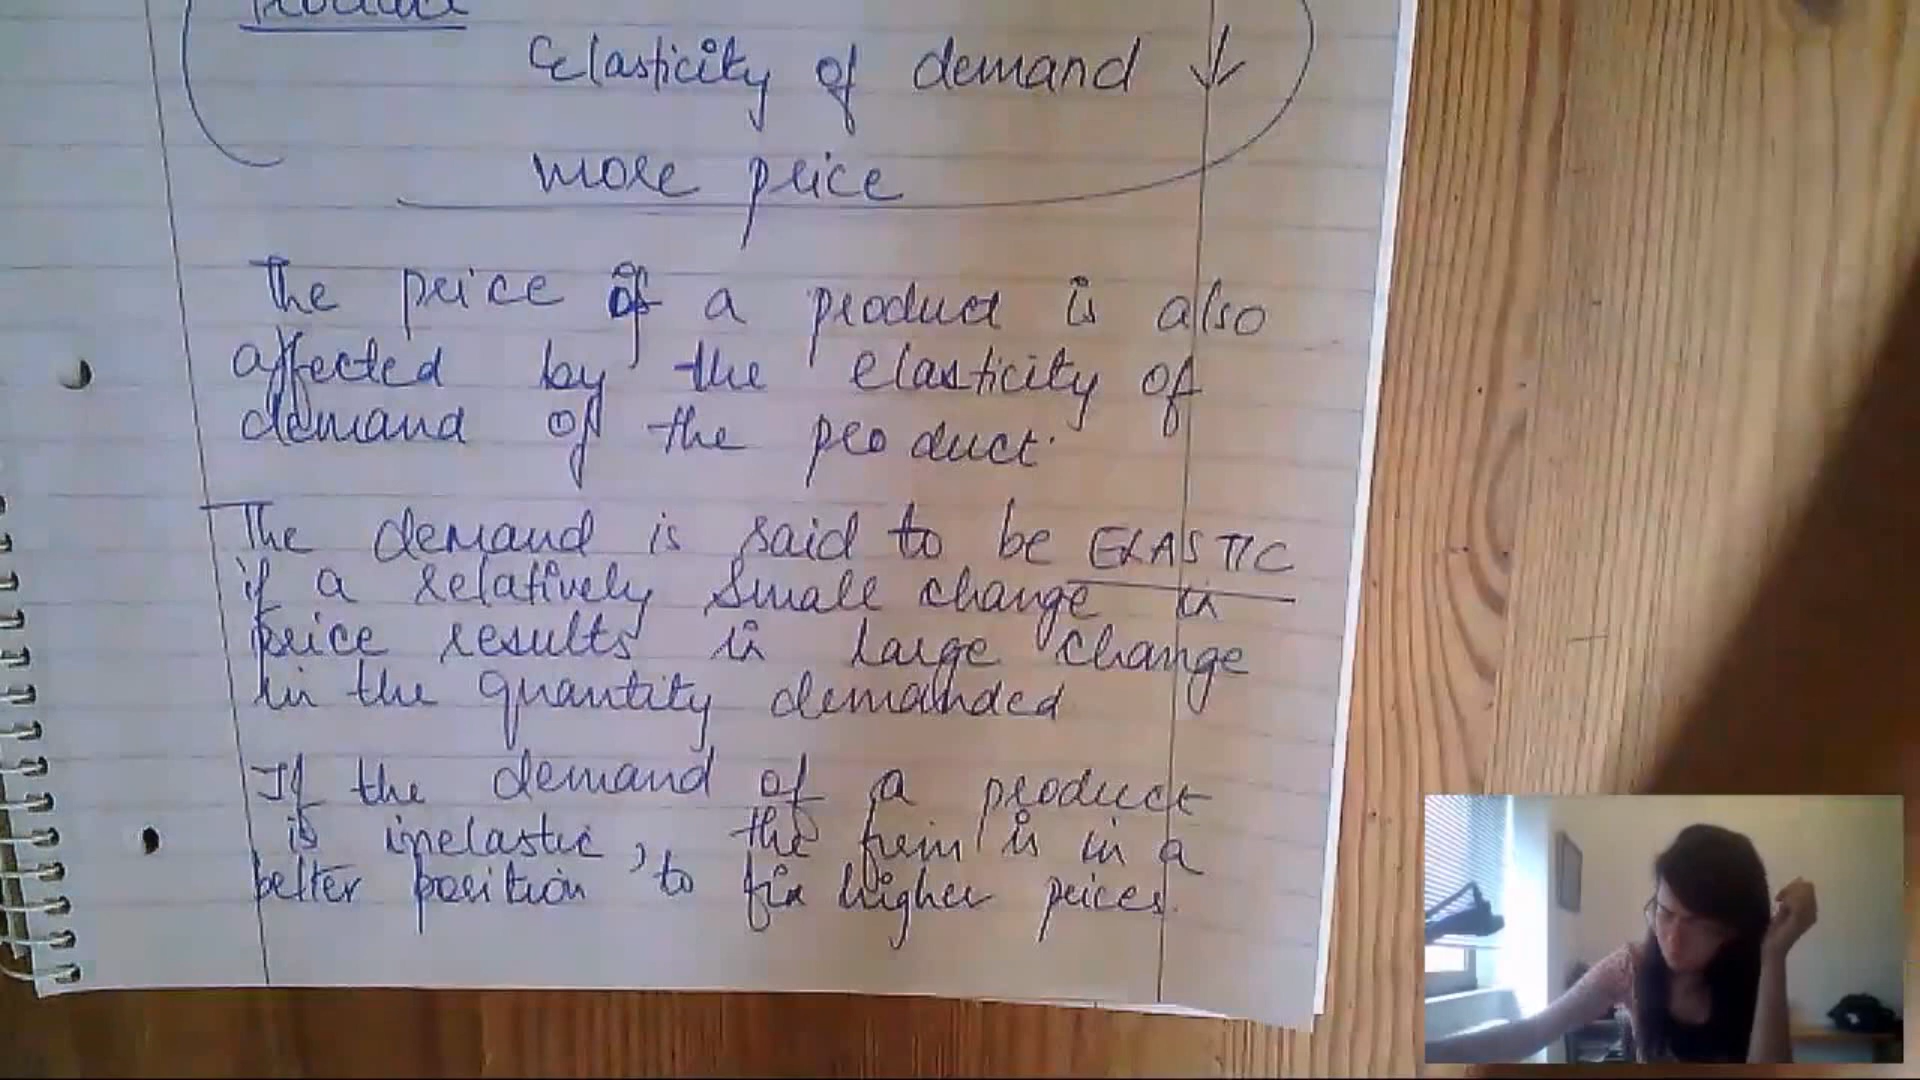 Product
Elasticity of demand ↓
more price
The price of a product is also
affected by the elasticity of
demand of the product.
The demand is said to be ELASTIC
if a relatively small change in
price results in large change
in the quantity demanded
If the demand of a product
is inelastic, the firm is in a
better position, to fix higher prices.